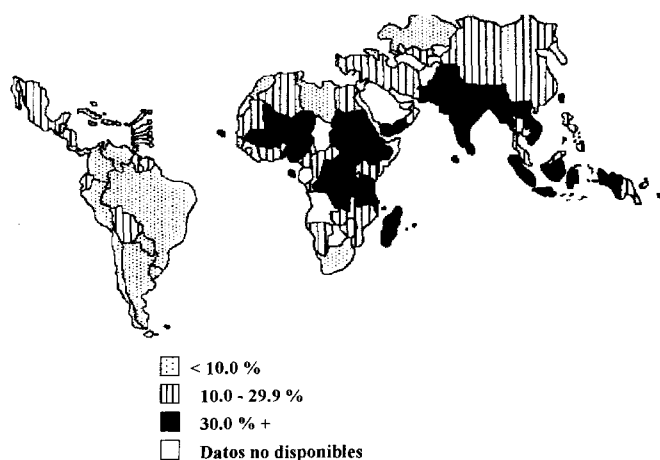 < 10.0 %
10.0 - 29.9 %
30.0 % +
Datos no disponibles